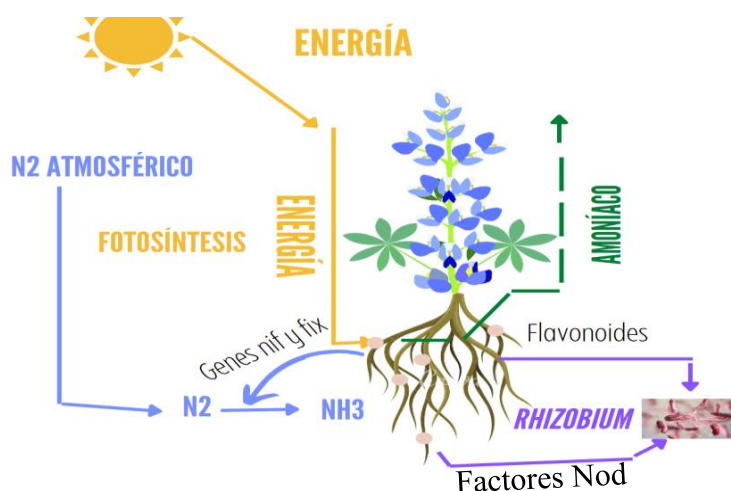 ENERGÍA
N2 ATMOSFÉRICO
FOTOSÍNTESIS
ENERGÍA
AMONÍACO
Genes nif y fix
Flavonoides
N2
NH3
RHIZOBIUM
Factores Nod